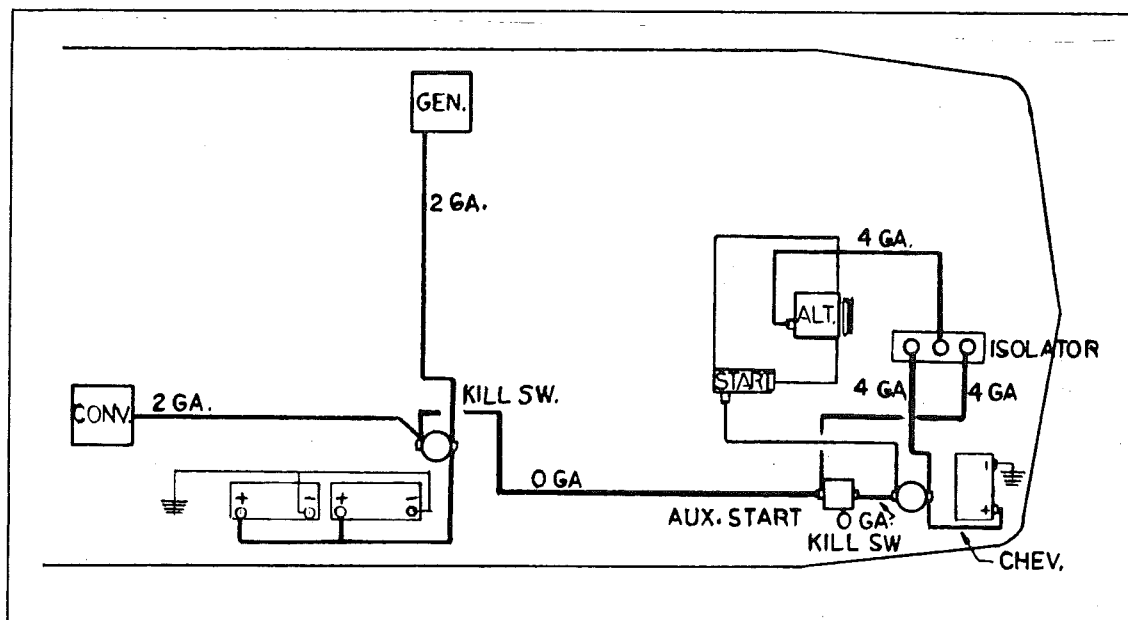 GEN.
2 GA.
4 GA.
ALT.
ISOLATOR
START
4 GA
4 GA
CONV.
2 GA.
KILL SW.
0 GA
+
-
+
-
AUX. START
0 GA.
KILL SW
-
+
CHEV.